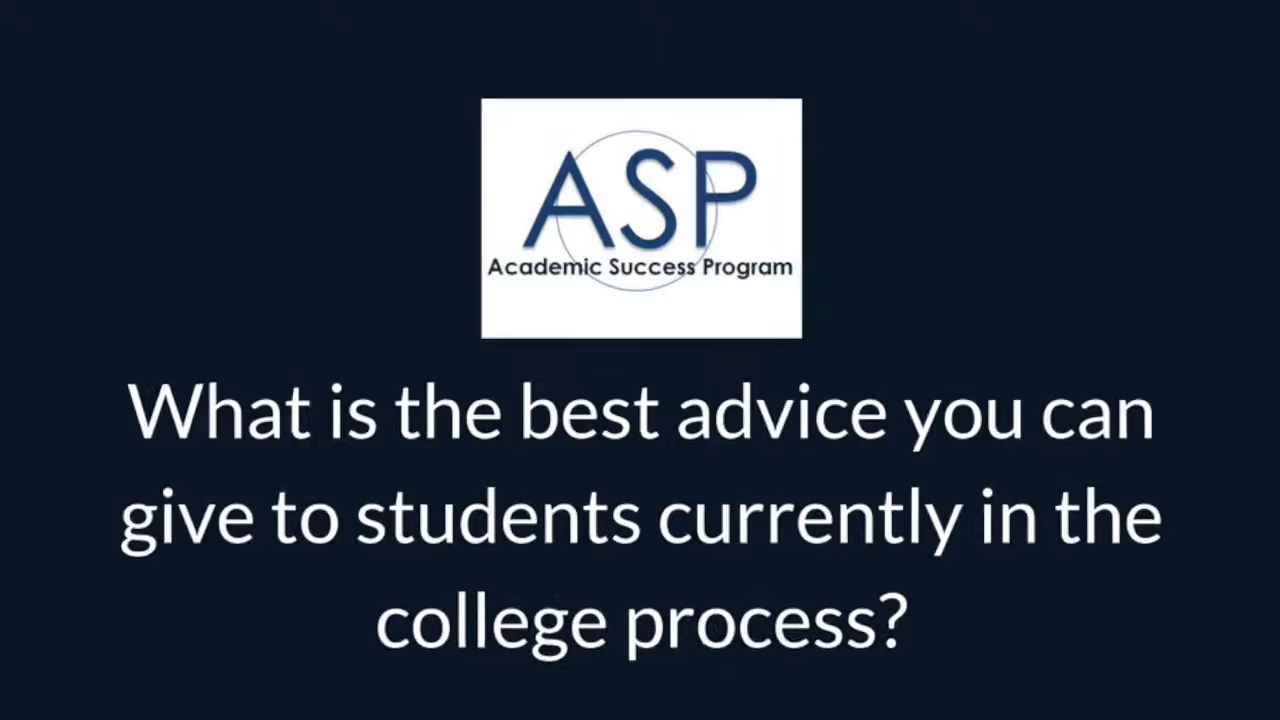 ASP
Academic Success Program
What is the best advice you can
give to students currently in the
college process?